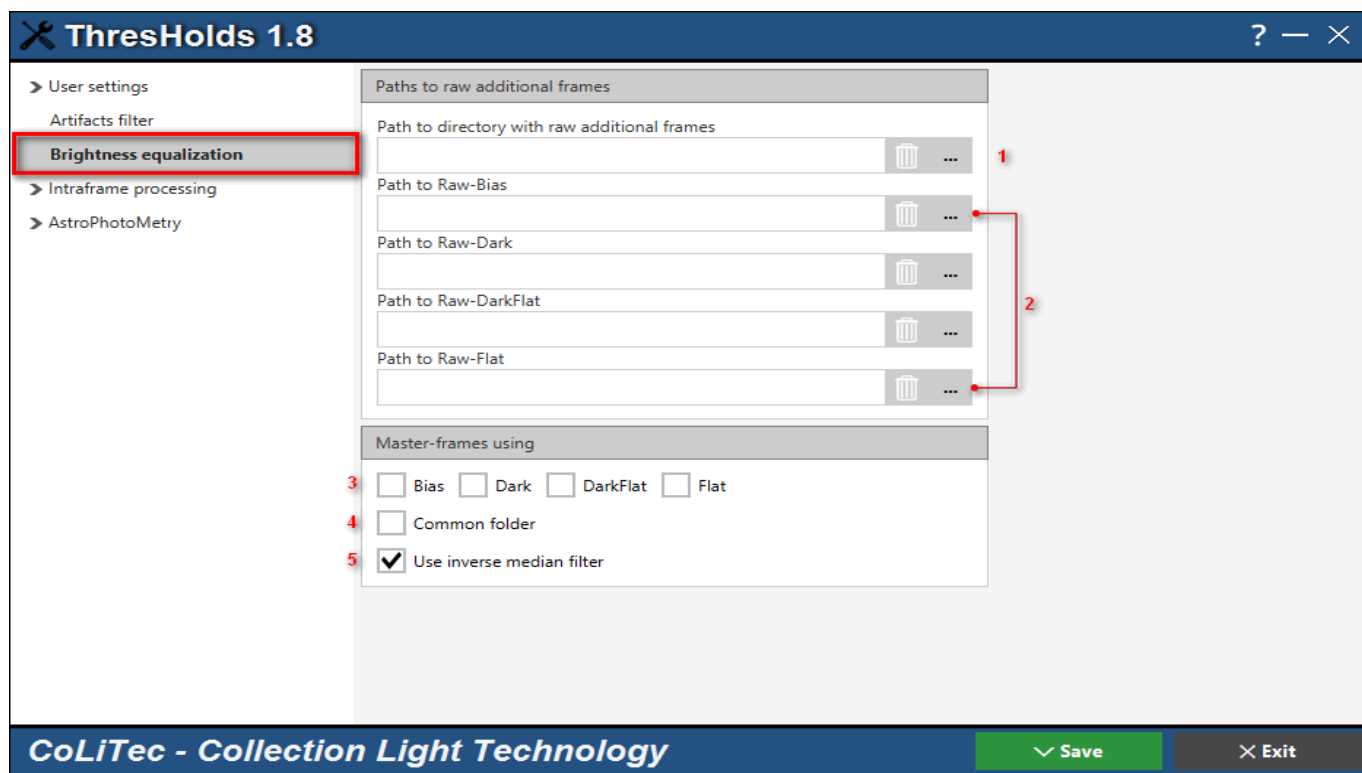 ThresHolds 1.8
? — ×
User settings
Artifacts filter
Brightness equalization
Intraframe processing
AstroPhotoMetry
Paths to raw additional frames
Path to directory with raw additional frames
... 1
Path to Raw-Bias
...
Path to Raw-Dark
...
2
Path to Raw-DarkFlat
...
Path to Raw-Flat
...
Master-frames using
3 Bias Dark DarkFlat Flat
4 Common folder
5 Use inverse median filter
CoLiTec - Collection Light Technology
Save
Exit